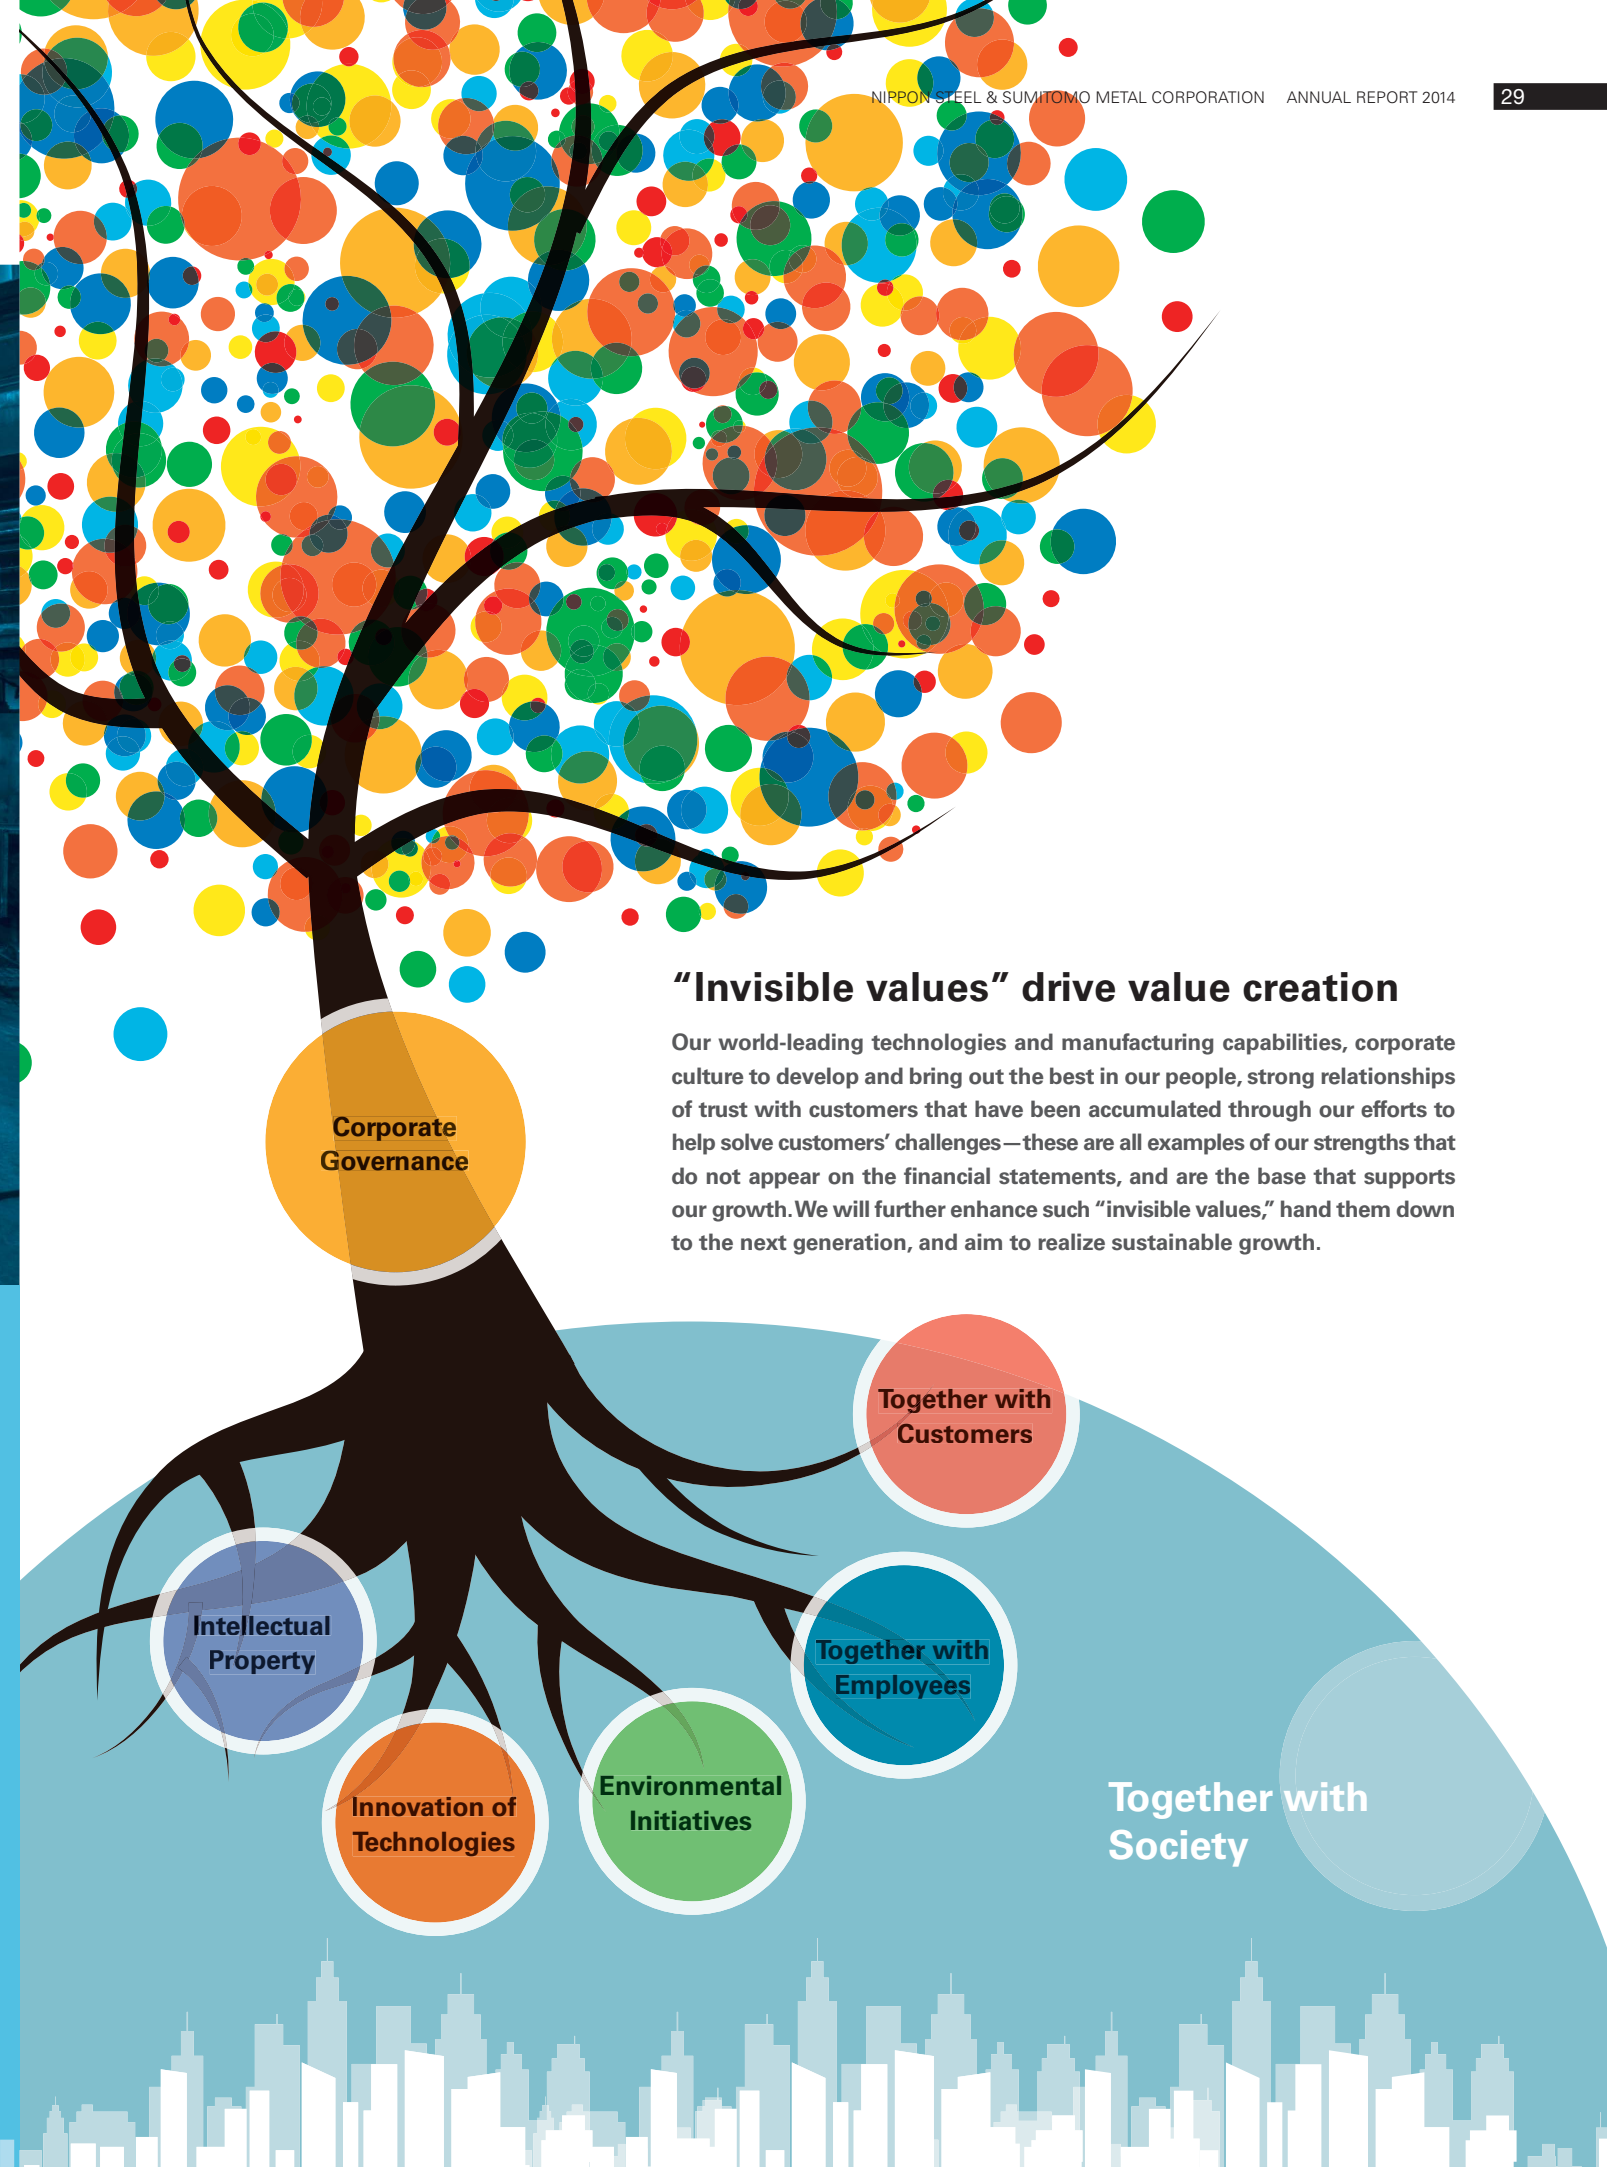 NIPPON STEEL & SUMITOMO METAL CORPORATION ANNUAL REPORT 2014 29
“Invisible values” drive value creation
Our world-leading technologies and manufacturing capabilities, corporate
culture to develop and bring out the best in our people, strong relationships
of trust with customers that have been accumulated through our efforts to
help solve customers’ challenges—these are all examples of our strengths that
do not appear on the financial statements, and are the base that supports
our growth. We will further enhance such “invisible values,” hand them down
to the next generation, and aim to realize sustainable growth.
Corporate
Governance
Together with
Customers
Intellectual
Property
Together with
Employees
Environmental
Initiatives
Innovation of
Technologies
Together with
Society